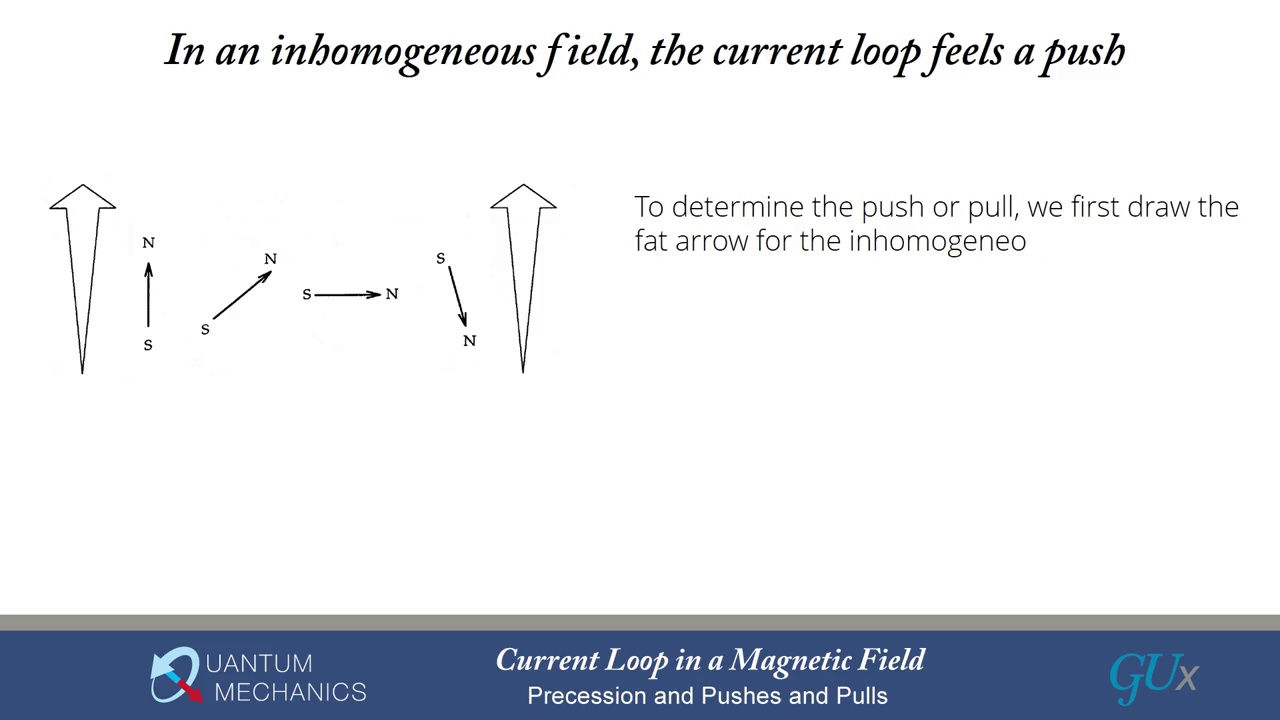 In an inhomogeneous field, the current loop feels a push
To determine the push or pull, we first draw the
fat arrow for the inhomogeneo
N
S
N
S
S N
S
N
UANTUM
MECHANICS
Current Loop in a Magnetic Field
Precession and Pushes and Pulls
GUx